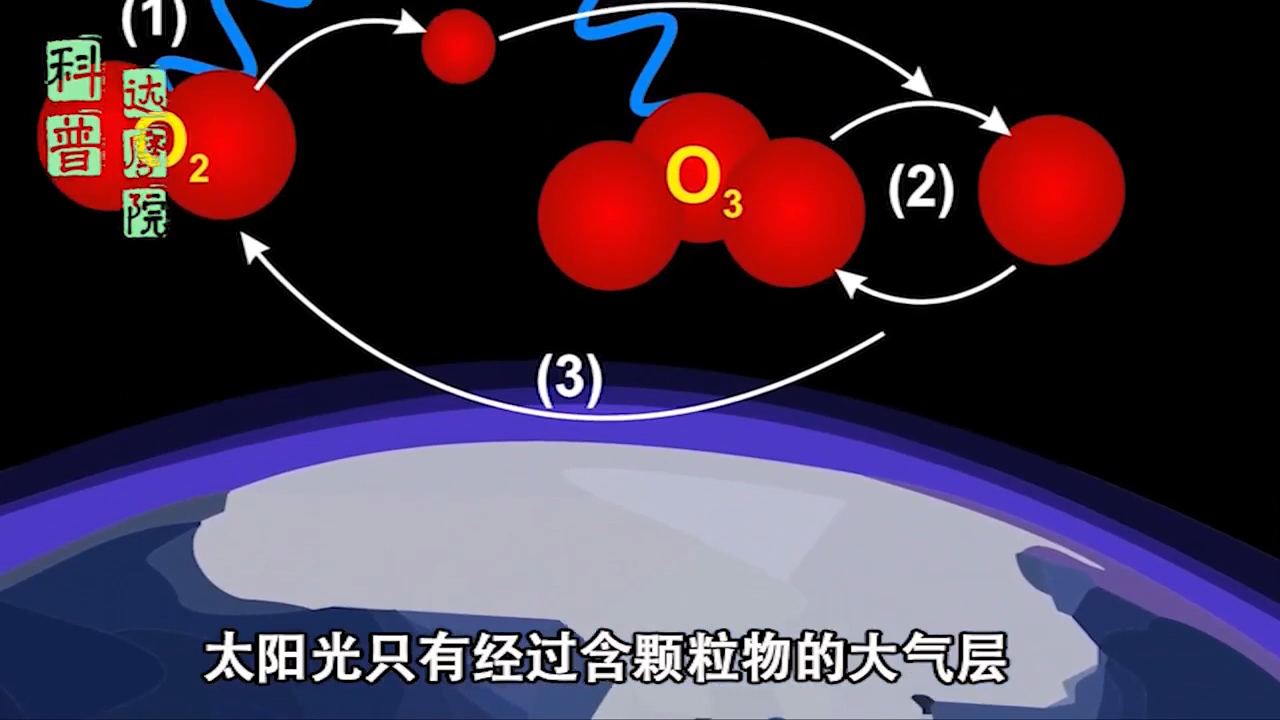 (1)
科普
达摩院
O2
O3
(2)
(3)
太阳光只有经过含颗粒物的大气层